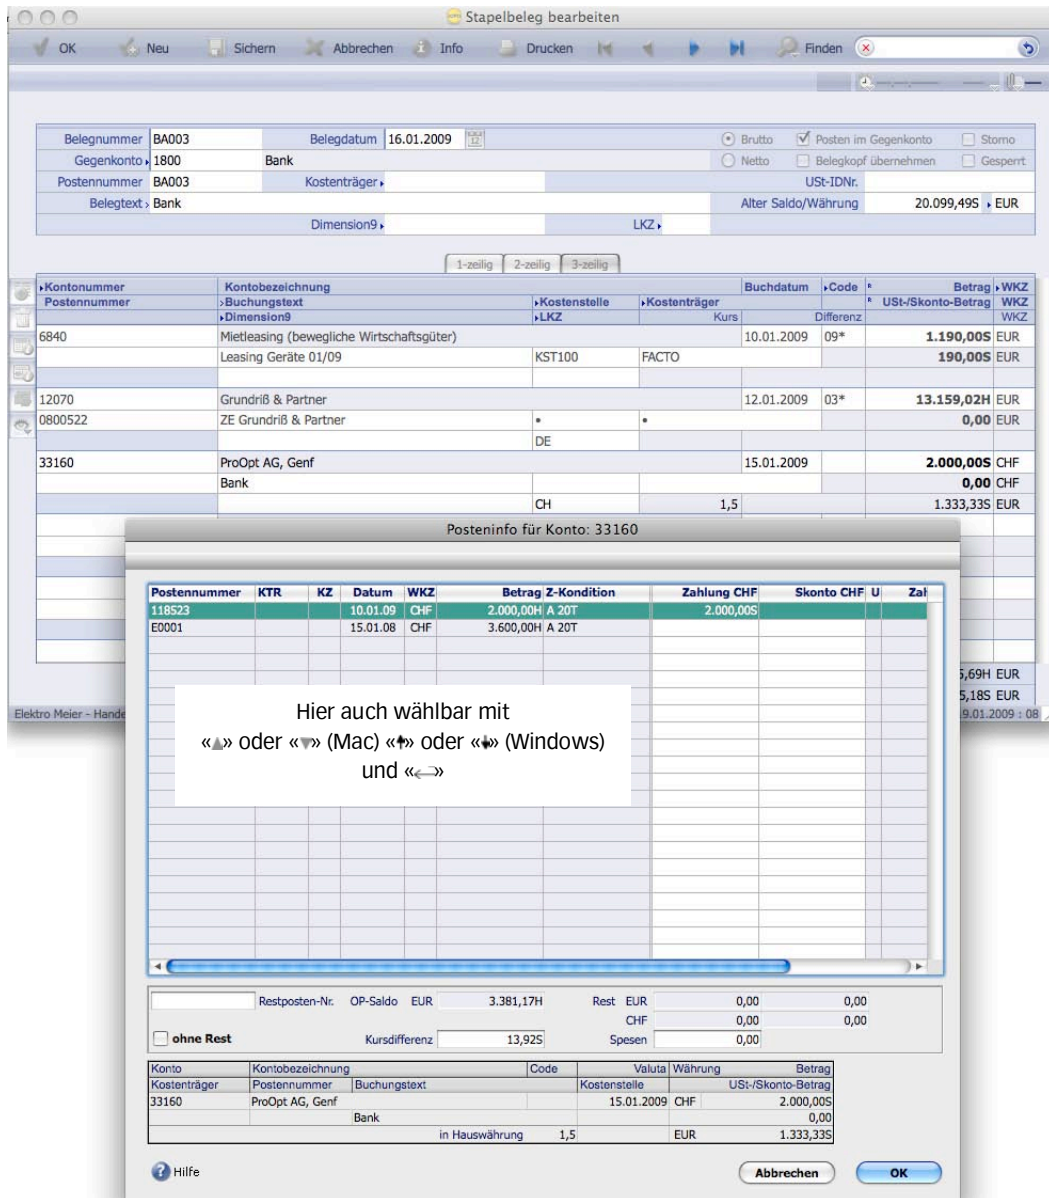 Stapelbeleg bearbeiten
OK Neu Sichern Abbrechen Info Drucken Finden
Belegnummer BA003 Belegdatum 16.01.2009 Brutto Posten im Gegenkonto Storno
Gegenkonto 1800 Bank Netto Belegkopf übernehmen Gesperrt
Postennummer BA003 Kostenträger USt-IDNr.
Belegtext Bank Alter Saldo/Währung 20.099,49S EUR
Dimension9 LKZ
1-zeilig 2-zeilig 3-zeilig
Kontonummer Kontobezeichnung Buchdatum Code Betrag WKZ
Postennummer Buchungstext Kostenstelle Kostenträger USt-/Skonto-Betrag WKZ
Dimension9 LKZ Kurs Differenz WKZ
6840 Mietleasing (bewegliche Wirtschaftsgüter) 10.01.2009 09* 1.190,00S EUR
Leasing Geräte 01/09 KST100 FACTO 190,00S EUR
12070 Grundriß & Partner 12.01.2009 03* 13.159,02H EUR
0800522 ZE Grundriß & Partner • • 0,00 EUR
DE
33160 ProOpt AG, Genf 15.01.2009 2.000,00S CHF
Bank 0,00 CHF
CH 1,5 1.333,33S EUR
Posteninfo für Konto: 33160
Postennummer KTR KZ Datum WKZ Betrag Z-Kondition Zahlung CHF Skonto CHF U Zah
118523 10.01.09 CHF 2.000,00H A 20T 2.000,00S
E0001 15.01.08 CHF 3.600,00H A 20T
5,69H EUR
5,18S EUR
Elektro Meier - Hande 9.01.2009 : 08
Hier auch wählbar mit
«▲» oder «▼» (Mac) «↑» oder «↓» (Windows)
und «↵»
Restposten-Nr. OP-Saldo EUR 3.381,17H Rest EUR 0,00 0,00
CHF 0,00 0,00
ohne Rest Kursdifferenz 13,92S Spesen 0,00
Konto Kontobezeichnung Code Valuta Währung Betrag
Kostenträger Postennummer Buchungstext Kostenstelle USt-/Skonto-Betrag
33160 ProOpt AG, Genf 15.01.2009 CHF 2.000,00S
Bank 0,00
in Hauswährung 1,5 EUR 1.333,33S
Hilfe Abbrechen OK